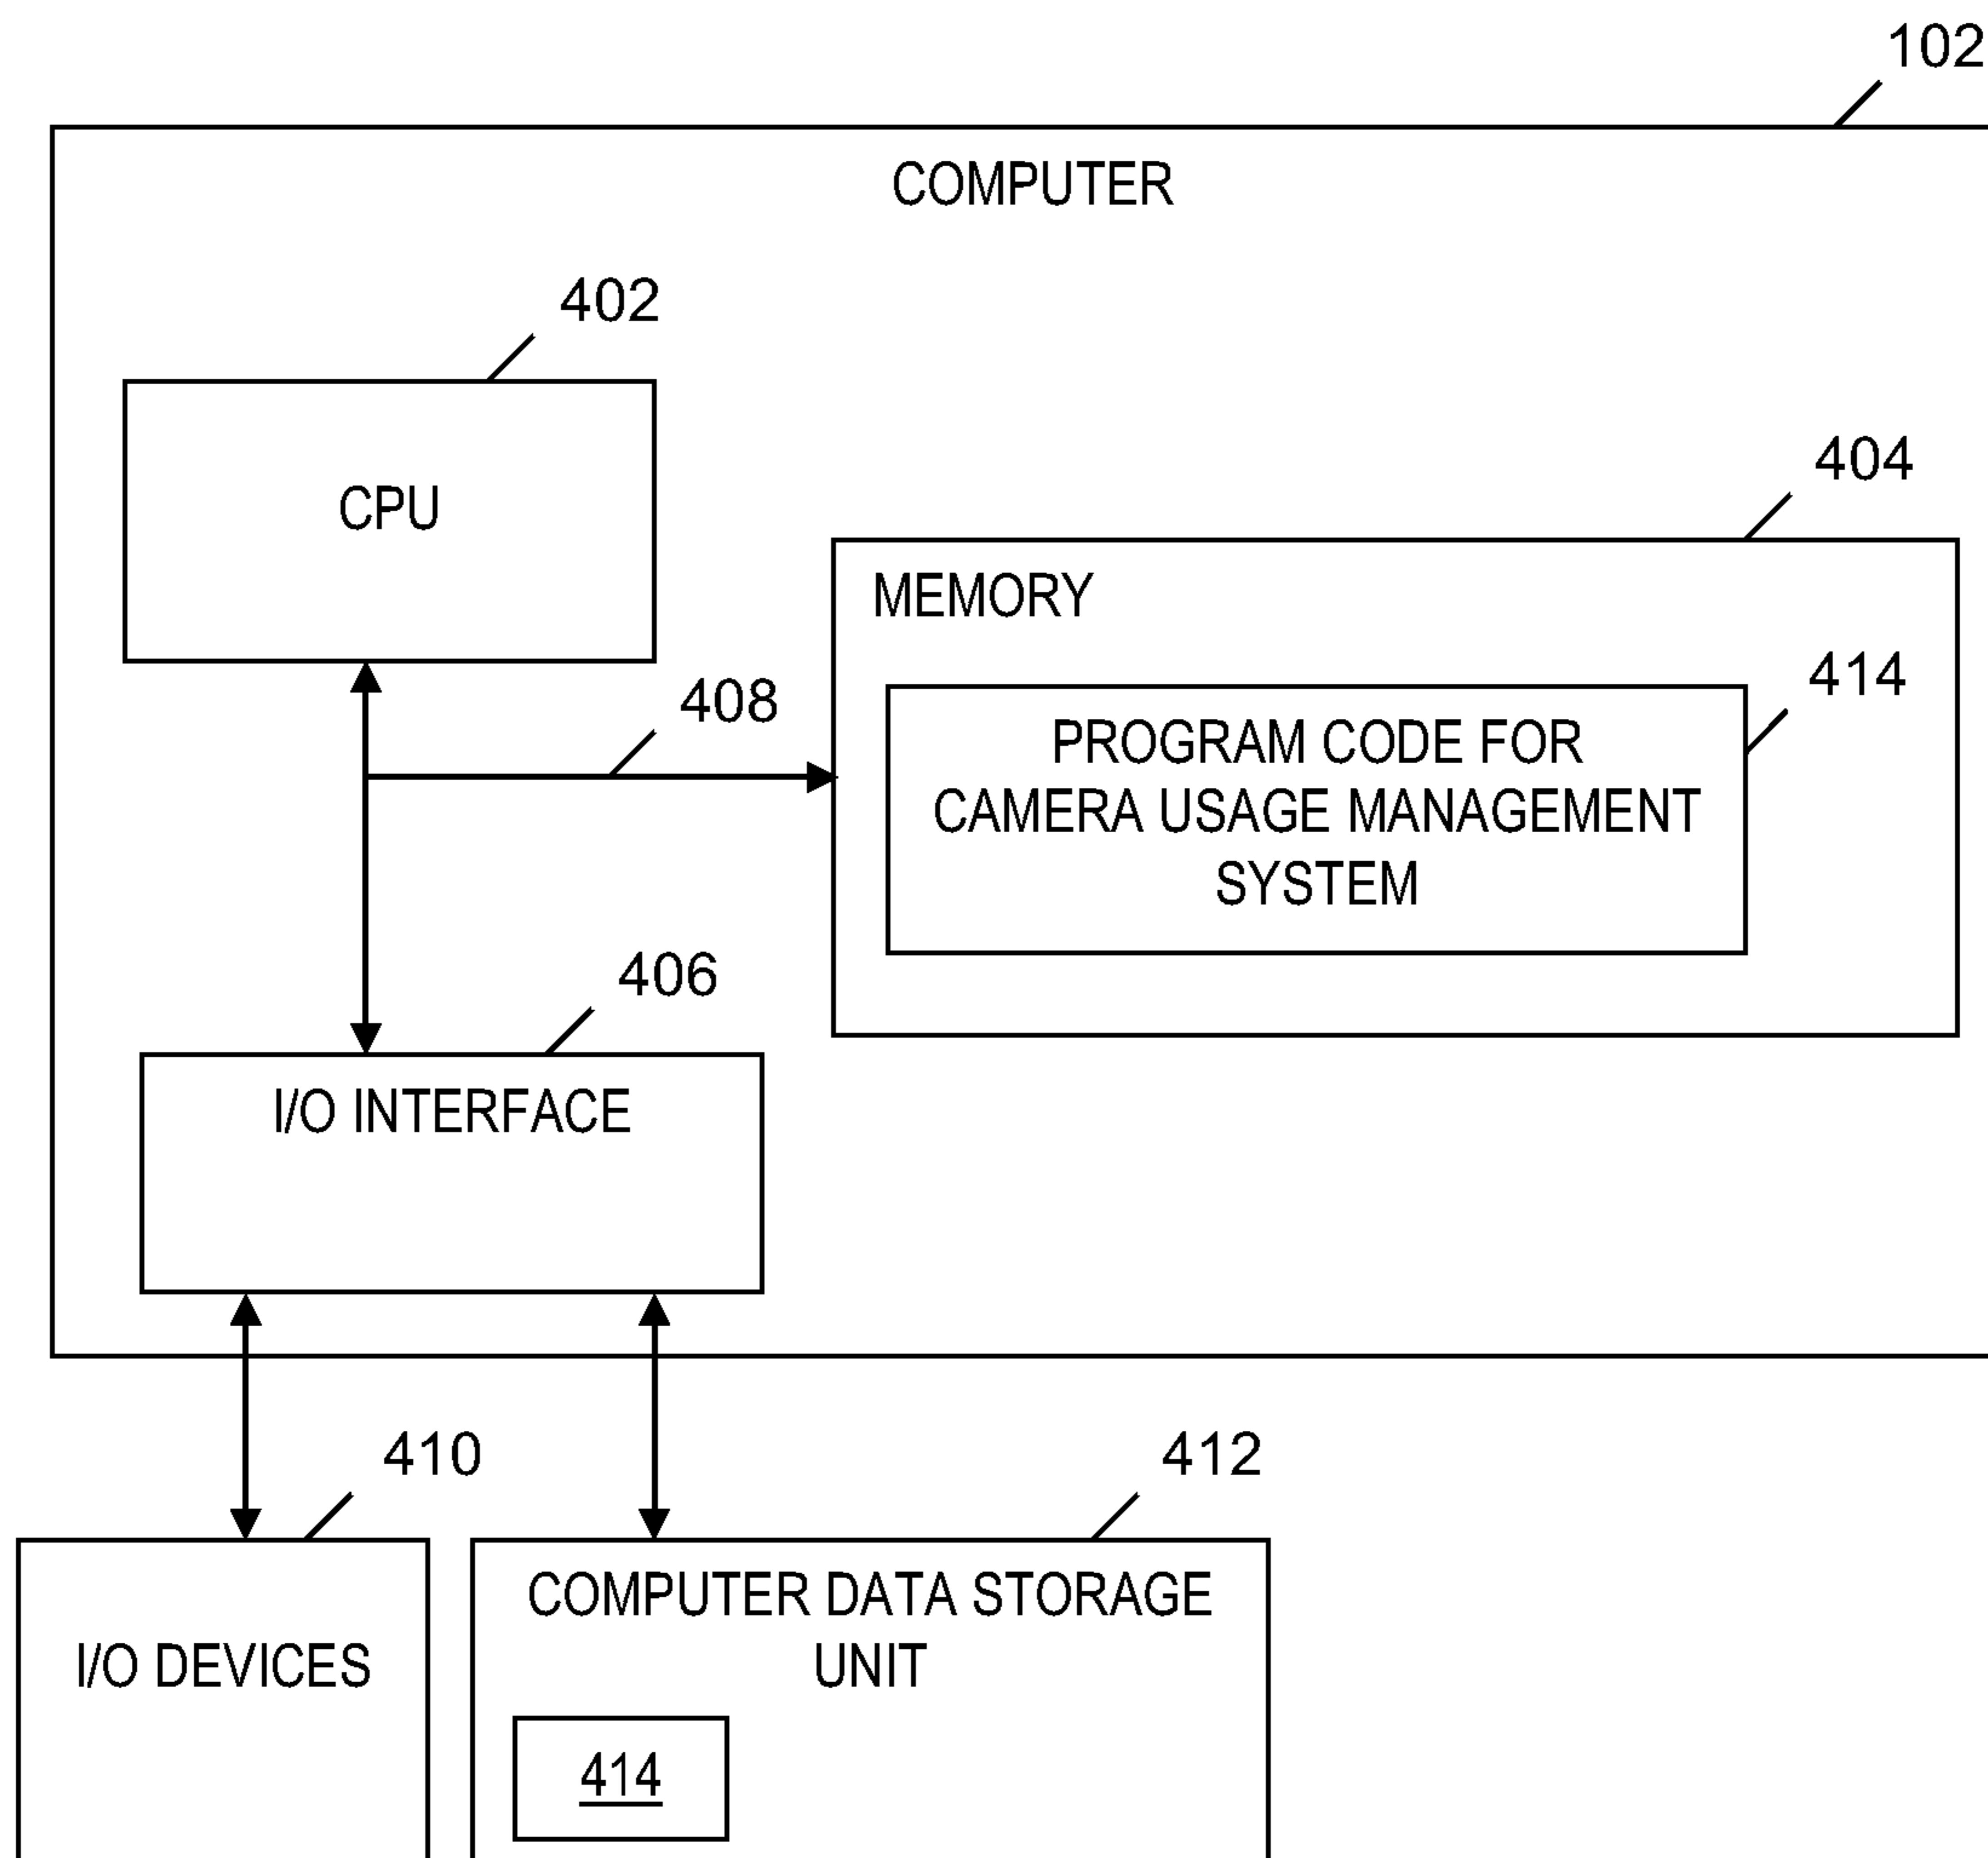 102
COMPUTER
402
CPU
404
MEMORY
414
408
PROGRAM CODE FOR
CAMERA USAGE MANAGEMENT
SYSTEM
406
I/O INTERFACE
410
412
COMPUTER DATA STORAGE
UNIT
I/O DEVICES
414